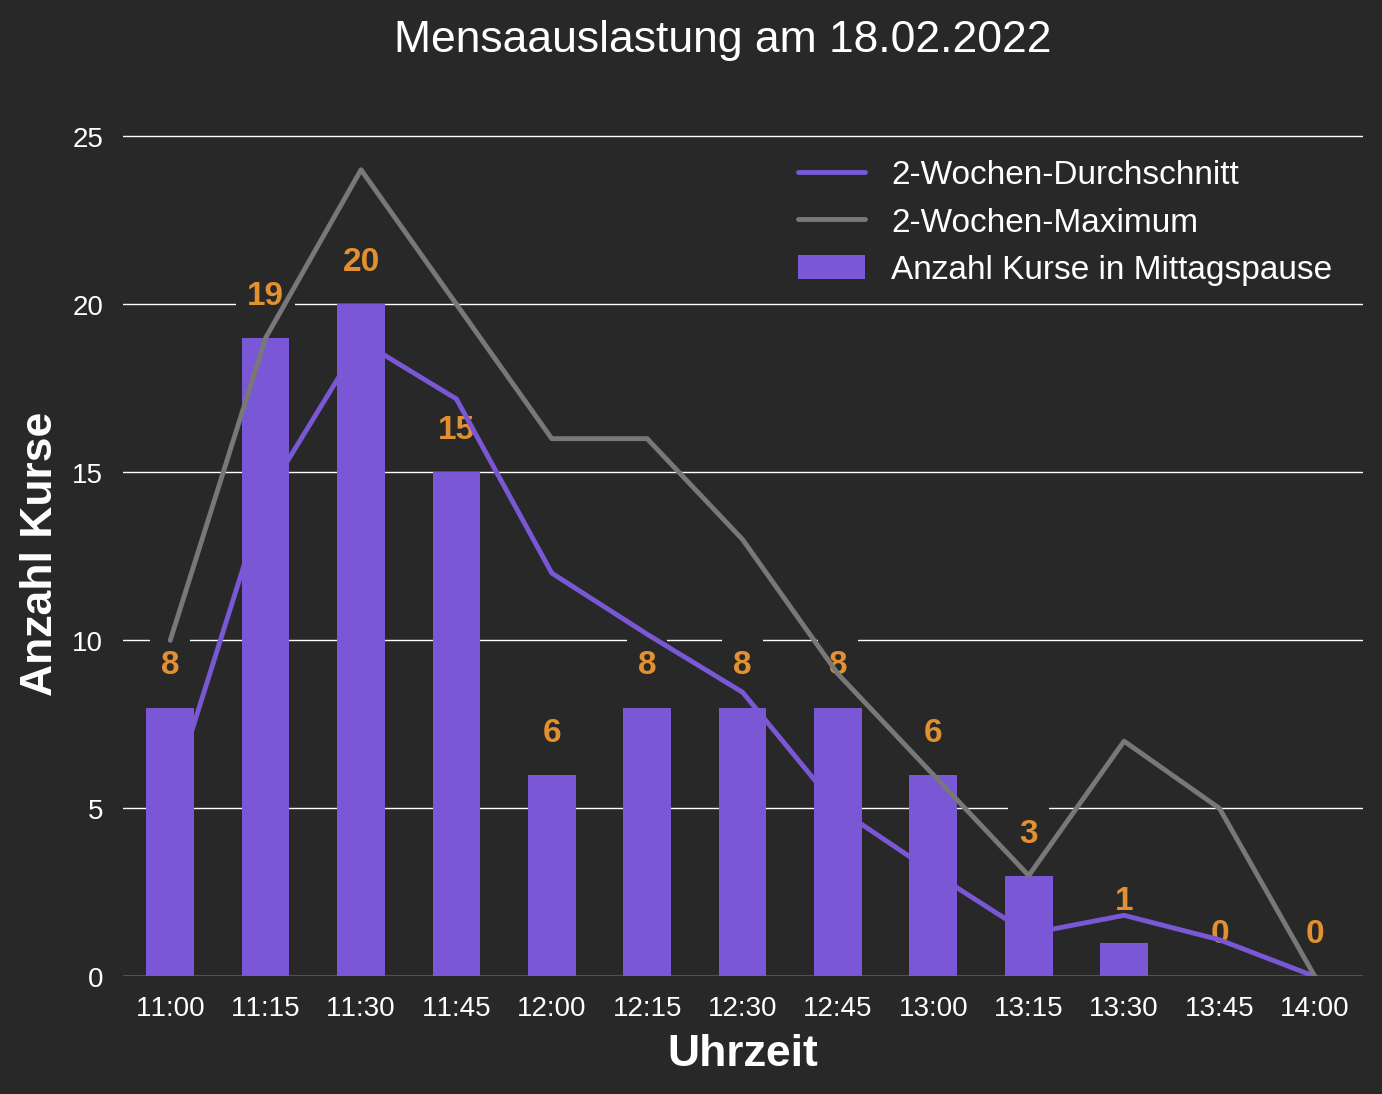 Mensaauslastung am 18.02.2022
25
2-Wochen-Durchschnitt
2-Wochen-Maximum
Anzahl Kurse in Mittagspause
20
15
10
5
0
Anzahl Kurse
8
19
20
15
6
8
8
8
6
3
1
0
0
11:00 11:15 11:30 11:45 12:00 12:15 12:30 12:45 13:00 13:15 13:30 13:45 14:00
Uhrzeit